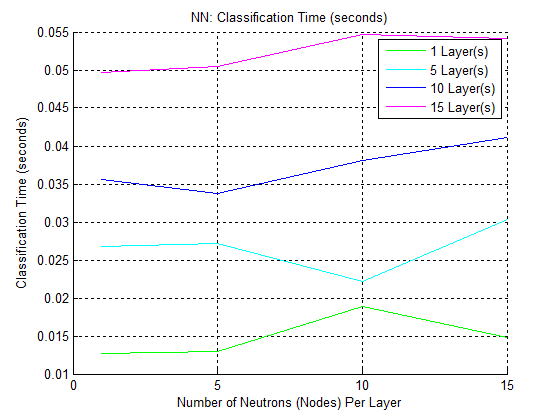 NN: Classification Time (seconds)
0.055
0.05
0.045
0.04
0.035
0.03
0.025
0.02
0.015
0.01
Classification Time (seconds)
1 Layer(s)
5 Layer(s)
10 Layer(s)
15 Layer(s)
0
5
10
15
Number of Neutrons (Nodes) Per Layer